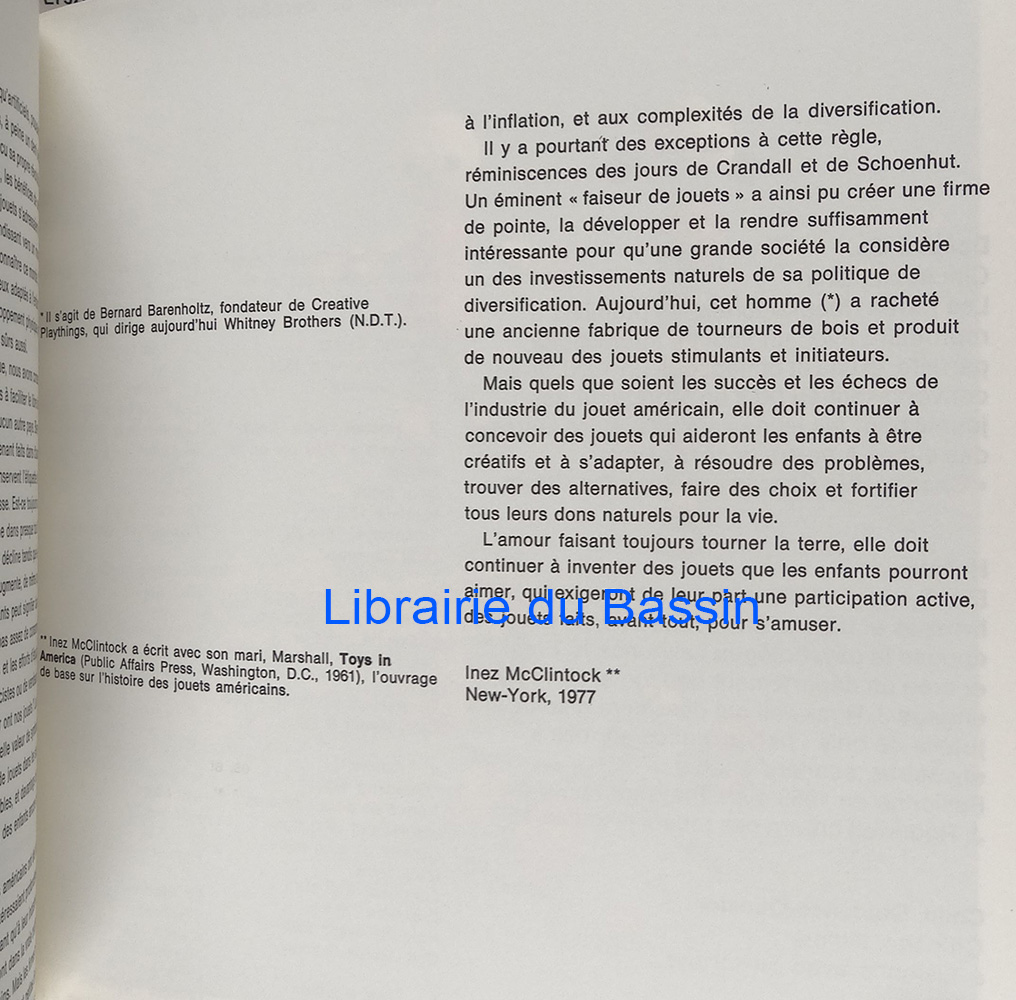 à l'inflation, et aux complexités de la diversification.
Il y a pourtant des exceptions à cette règle,
réminiscences des jours de Crandall et de Schoenhut.
Un éminent « faiseur de jouets » a ainsi pu créer une firme
de pointe, la développer et la rendre suffisamment
intéressante pour qu'une grande société la considère
un des investissements naturels de sa politique de
diversification. Aujourd'hui, cet homme (*) a racheté
une ancienne fabrique de tourneurs de bois et produit
de nouveau des jouets stimulants et initiateurs.
Mais quels que soient les succès et les échecs de
l'industrie du jouet américain, elle doit continuer à
concevoir des jouets qui aideront les enfants à être
créatifs et à s'adapter, à résoudre des problèmes,
trouver des alternatives, faire des choix et fortifier
tous leurs dons naturels pour la vie.
L'amour faisant toujours tourner la terre, elle doit
continuer à inventer des jouets que les enfants pourront
aimer, qui exigeront de leur part une participation active,
des jouets faits, avant tout, pour s'amuser.
Inez McClintock **
New-York, 1977
* Il s'agit de Bernard Barenholtz, fondateur de Creative
Playthings, qui dirige aujourd'hui Whitney Brothers (N.D.T.).
** Inez McClintock a écrit avec son mari, Marshall, Toys in
America (Public Affairs Press, Washington, D.C., 1961), l'ouvrage
de base sur l'histoire des jouets américains.
Librairie du Bassin